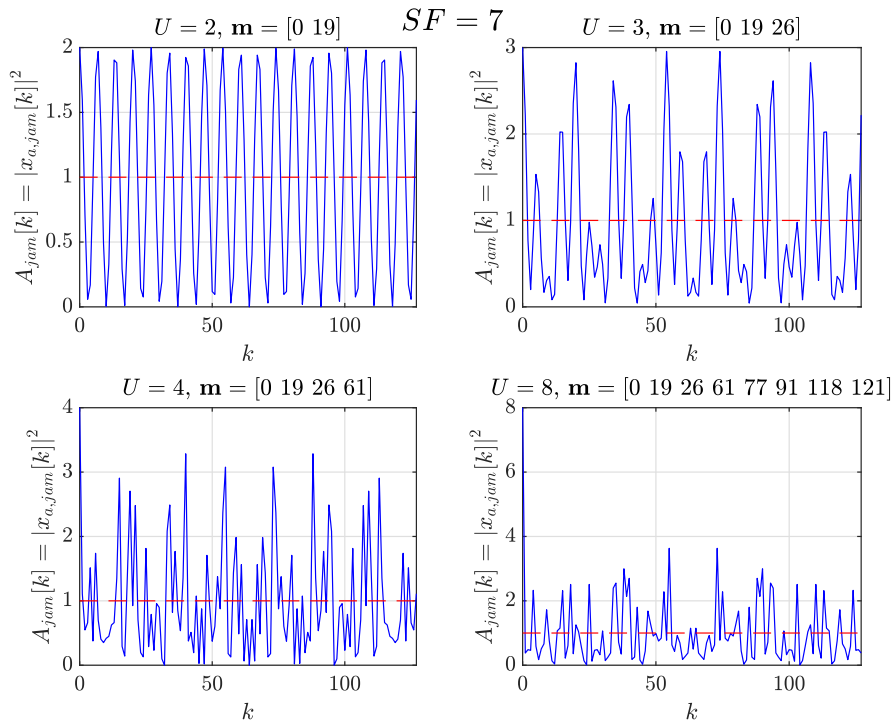 SF = 7
U = 2, m = [0 19]
A_jam[k] = |x_a,jam[k]|^2
2
1.5
1
0.5
0
0 50 100
k
U = 3, m = [0 19 26]
A_jam[k] = |x_a,jam[k]|^2
3
2
1
0
0 50 100
k
U = 4, m = [0 19 26 61]
A_jam[k] = |x_a,jam[k]|^2
4
3
2
1
0
0 50 100
k
U = 8, m = [0 19 26 61 77 91 118 121]
A_jam[k] = |x_a,jam[k]|^2
8
6
4
2
0
0 50 100
k